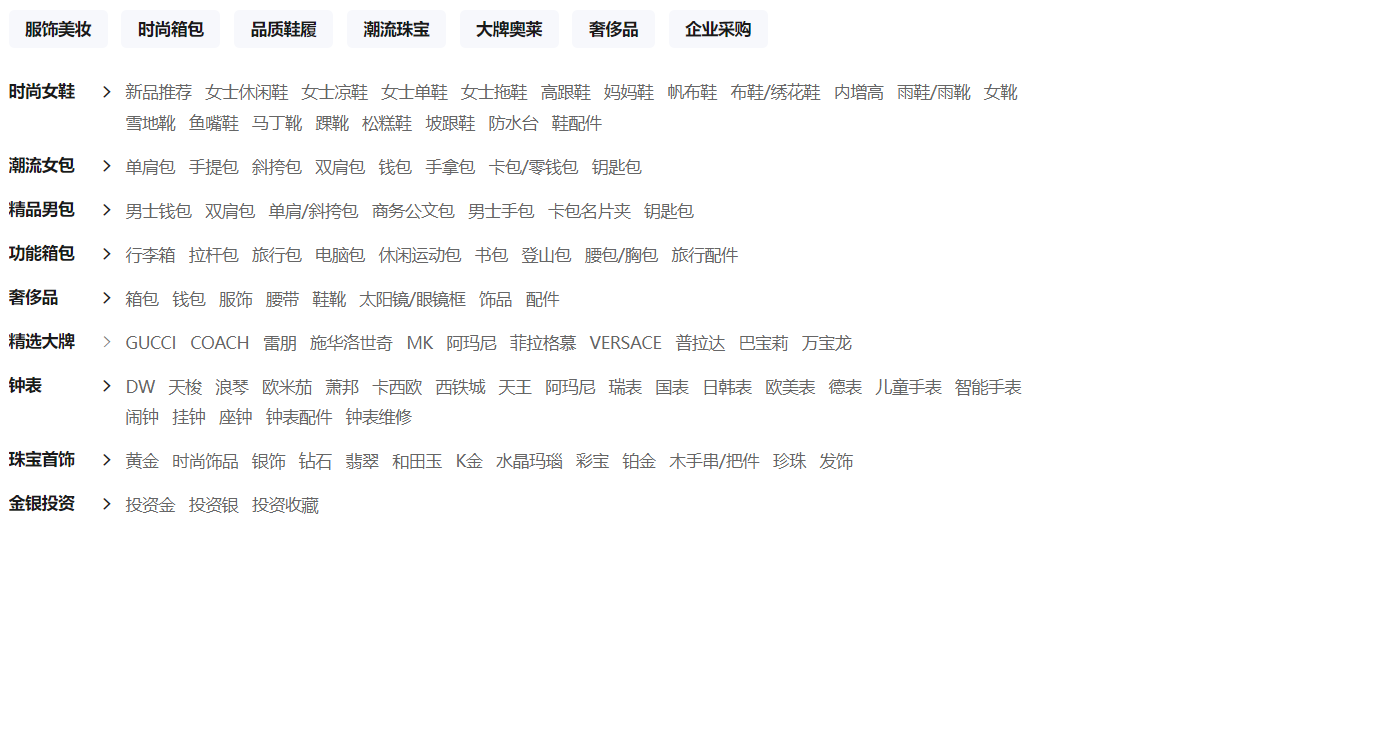 服饰美妆 时尚箱包 品质鞋履 潮流珠宝 大牌奥莱 奢侈品 企业采购
时尚女鞋 > 新品推荐 女士休闲鞋 女士凉鞋 女士单鞋 女士拖鞋 高跟鞋 妈妈鞋 帆布鞋 布鞋/绣花鞋 内增高 雨鞋/雨靴 女靴
雪地靴 鱼嘴鞋 马丁靴 踝靴 松糕鞋 坡跟鞋 防水台 鞋配件
潮流女包 > 单肩包 手提包 斜挎包 双肩包 钱包 手拿包 卡包/零钱包 钥匙包
精品男包 > 男士钱包 双肩包 单肩/斜挎包 商务公文包 男士手包 卡包名片夹 钥匙包
功能箱包 > 行李箱 拉杆包 旅行包 电脑包 休闲运动包 书包 登山包 腰包/胸包 旅行配件
奢侈品 > 箱包 钱包 服饰 腰带 鞋靴 太阳镜/眼镜框 饰品 配件
精选大牌 > GUCCI COACH 雷朋 施华洛世奇 MK 阿玛尼 菲拉格慕 VERSACE 普拉达 巴宝莉 万宝龙
钟表 > DW 天梭 浪琴 欧米茄 萧邦 卡西欧 西铁城 天王 阿玛尼 瑞表 国表 日韩表 欧美表 德表 儿童手表 智能手表
闹钟 挂钟 座钟 钟表配件 钟表维修
珠宝首饰 > 黄金 时尚饰品 银饰 钻石 翡翠 和田玉 K金 水晶玛瑙 彩宝 铂金 木手串/把件 珍珠 发饰
金银投资 > 投资金 投资银 投资收藏